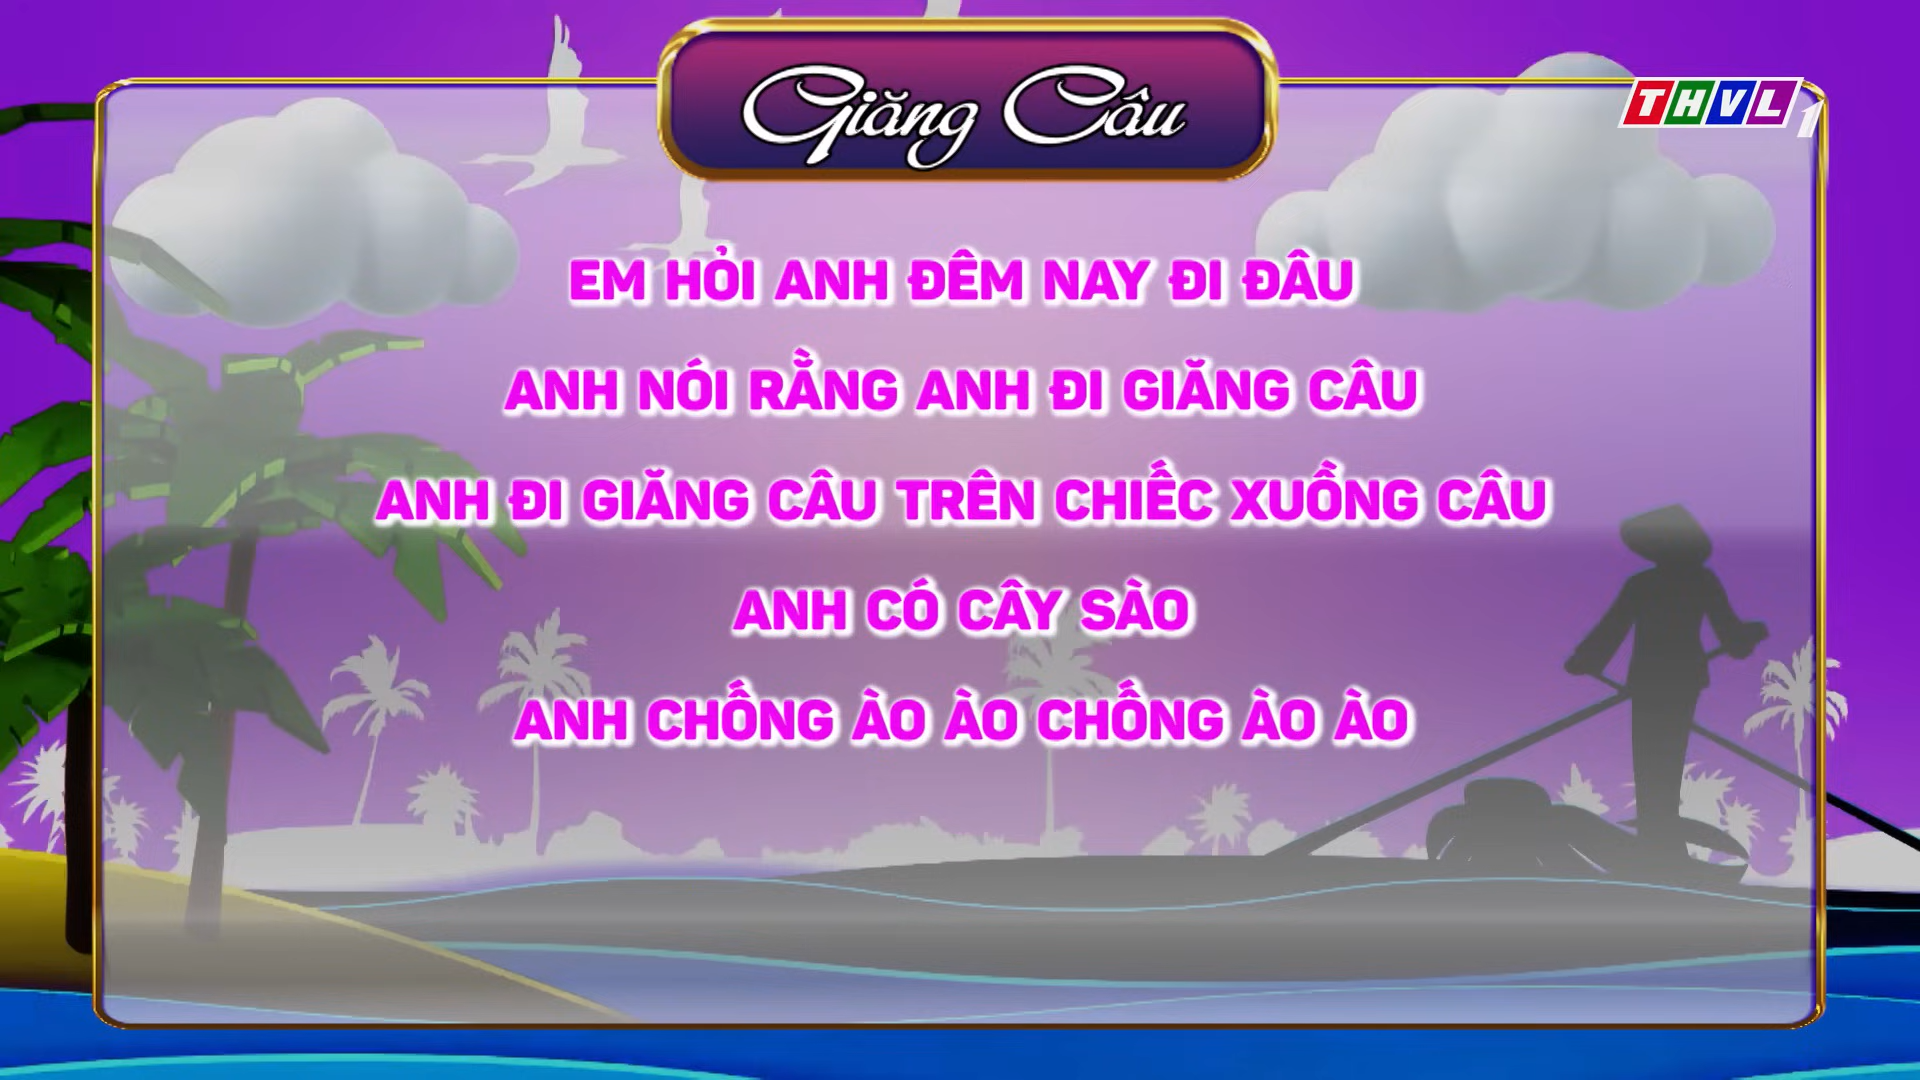 Giăng Câu
THVL1
EM HỎI ANH ĐÊM NAY ĐI ĐÂU
ANH NÓI RẰNG ANH ĐI GIĂNG CÂU
ANH ĐI GIĂNG CÂU TRÊN CHIẾC XUỒNG CÂU
ANH CÓ CÂY SÀO
ANH CHỐNG ÀO ÀO CHỐNG ÀO ÀO